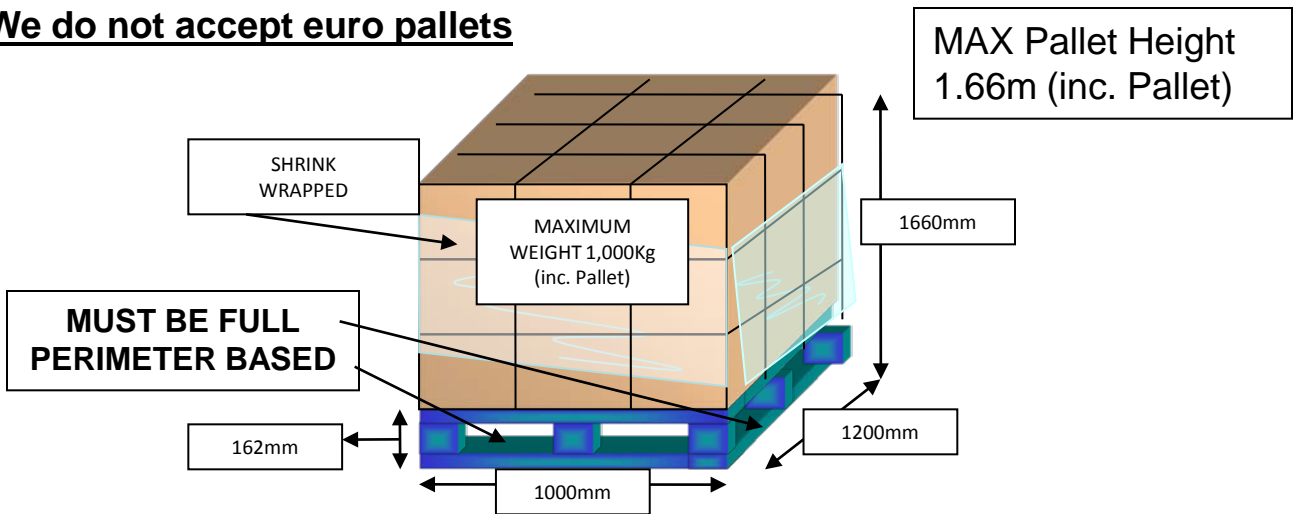 We do not accept euro pallets
MAX Pallet Height
1.66m (inc. Pallet)
SHRINK
WRAPPED
MAXIMUM
WEIGHT 1,000Kg
(inc. Pallet)
1660mm
MUST BE FULL
PERIMETER BASED
162mm
1200mm
1000mm